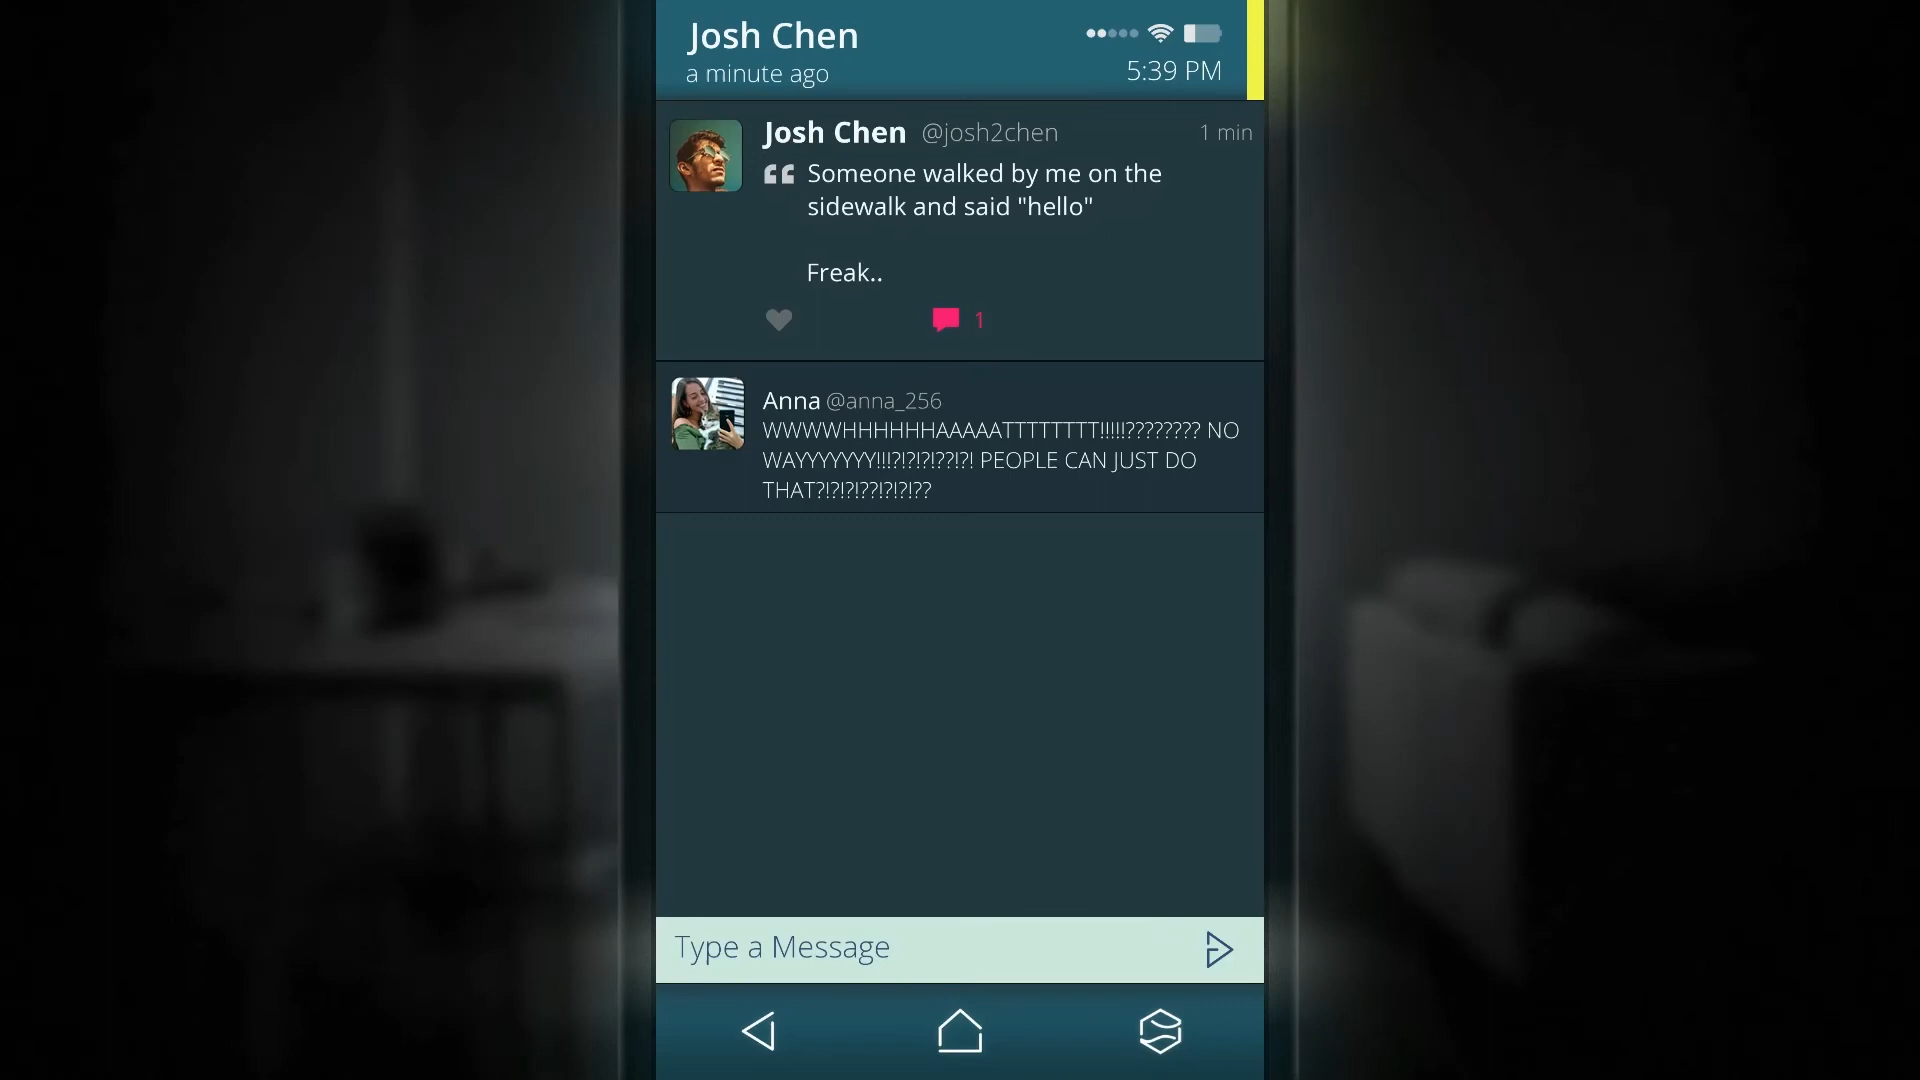 Josh Chen
a minute ago
5:39 PM
Josh Chen @josh2chen 1 min
Someone walked by me on the
sidewalk and said "hello"
Freak..
1
Anna @anna_256
WWWWHHHHHHAAAAATTTTTTTT!!!!!???????? NO
WAYYYYYYY!!!?!?!?!??!?! PEOPLE CAN JUST DO
THAT?!?!?!??!?!?!??
Type a Message